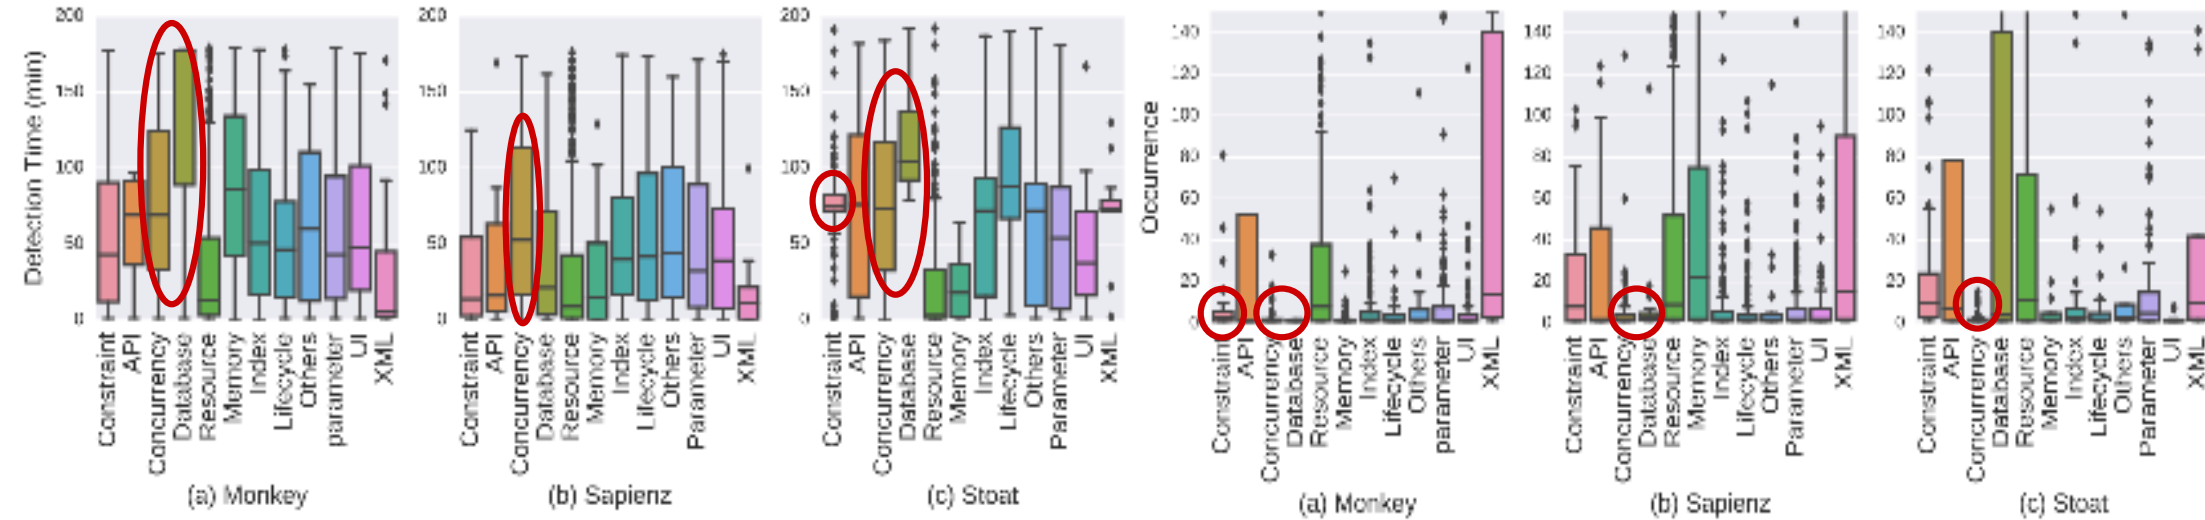 Detection Time (min)
200
150
100
50
0
Constraint
API
Concurrency
Database
Resource
Memory
Index
Lifecycle
Others
parameter
UI
XML
(a) Monkey
200
150
100
50
0
Constraint
API
Concurrency
Database
Resource
Memory
Index
Lifecycle
Others
Parameter
UI
XML
(b) Sapienz
200
150
100
50
0
Constraint
API
Concurrency
Database
Resource
Memory
Index
Lifecycle
Others
Parameter
UI
XML
(c) Stoat
Occurrence
140
120
100
80
60
40
20
0
Constraint
API
Concurrency
Database
Resource
Memory
Index
Lifecycle
Others
parameter
UI
XML
(a) Monkey
140
120
100
80
60
40
20
0
Constraint
API
Concurrency
Database
Resource
Memory
Index
Lifecycle
Others
Parameter
UI
XML
(b) Sapienz
140
120
100
80
60
40
20
0
Constraint
API
Concurrency
Database
Resource
Memory
Index
Lifecycle
Others
Parameter
UI
XML
(c) Stoat